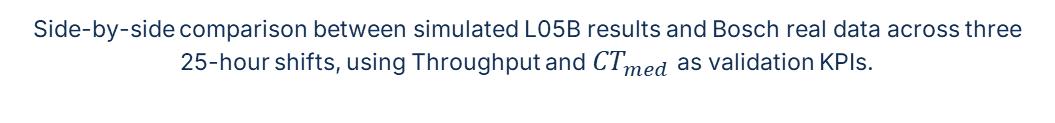 Side-by-side comparison between simulated L05B results and Bosch real data across three
25-hour shifts, using Throughput and CT_med as validation KPIs.